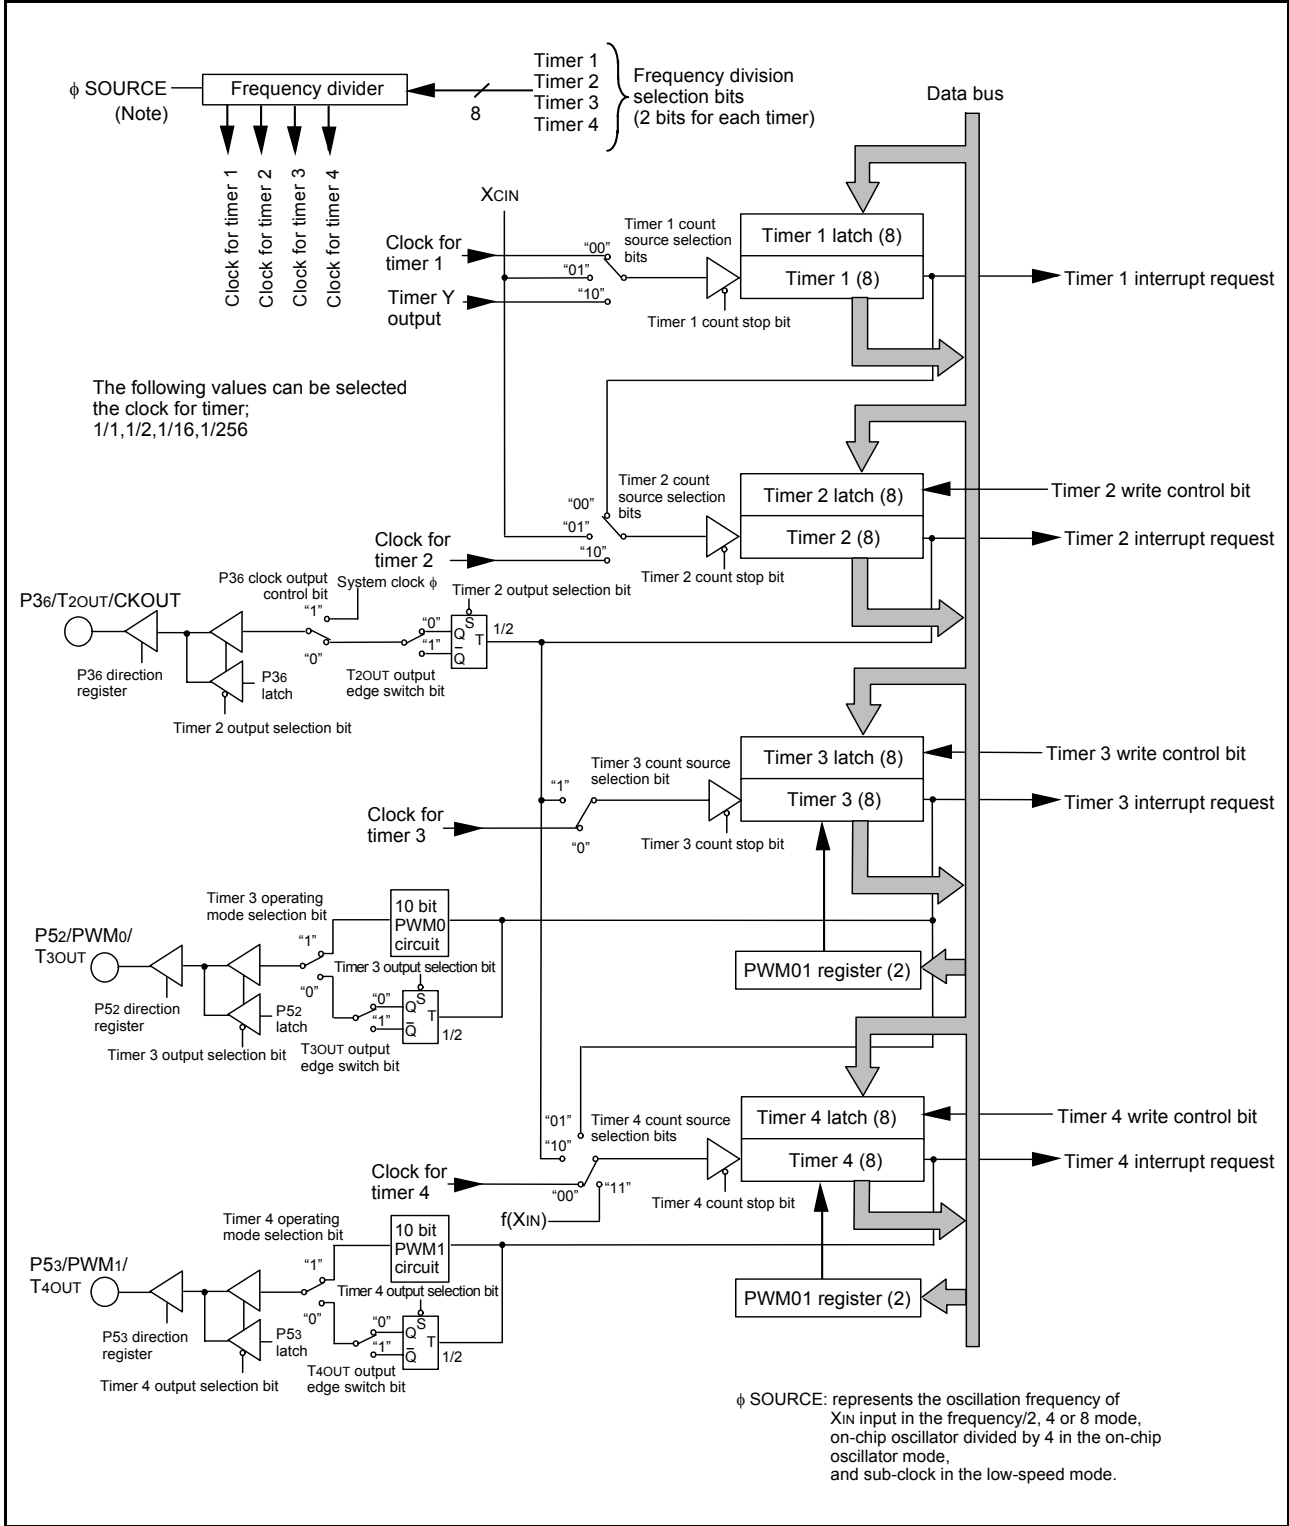 Timer 1
Timer 2
Timer 3
Timer 4
Frequency division
selection bits
(2 bits for each timer)
ϕ SOURCE
(Note)
Frequency divider
8
Data bus
Clock for timer 1
Clock for timer 2
Clock for timer 3
Clock for timer 4
XCIN
Clock for
timer 1
Timer Y
output
“00”
“01”
“10”
Timer 1 count
source selection
bits
Timer 1 latch (8)
Timer 1 (8)
Timer 1 count stop bit
Timer 1 interrupt request
The following values can be selected
the clock for timer;
1/1,1/2,1/16,1/256
Timer 2 count
source selection
bits
“00”
“01”
“10”
Clock for
timer 2
Timer 2 latch (8)
Timer 2 (8)
Timer 2 count stop bit
Timer 2 write control bit
Timer 2 interrupt request
P36/T2OUT/CKOUT
P36 clock output
control bit
System clock ϕ
“1”
“0”
Timer 2 output selection bit
“0”
“1”
S
Q
T
Q̅
1/2
P36 direction
register
P36
latch
T2OUT output
edge switch bit
Timer 2 output selection bit
Timer 3 count source
selection bit
“1”
“0”
Clock for
timer 3
Timer 3 latch (8)
Timer 3 (8)
Timer 3 count stop bit
Timer 3 write control bit
Timer 3 interrupt request
Timer 3 operating
mode selection bit
10 bit
PWM0
circuit
P52/PWM0/
T3OUT
“1”
“0”
Timer 3 output selection bit
“0”
“1”
S
Q
T
Q̅
1/2
P52 direction
register
P52
latch
T3OUT output
edge switch bit
Timer 3 output selection bit
PWM01 register (2)
“01”
“10”
“00”
“11”
Timer 4 count source
selection bits
Clock for
timer 4
f(XIN)
Timer 4 latch (8)
Timer 4 (8)
Timer 4 count stop bit
Timer 4 write control bit
Timer 4 interrupt request
Timer 4 operating
mode selection bit
10 bit
PWM1
circuit
P53/PWM1/
T4OUT
“1”
“0”
Timer 4 output selection bit
“0”
“1”
S
Q
T
Q̅
1/2
P53 direction
register
P53
latch
T4OUT output
edge switch bit
Timer 4 output selection bit
PWM01 register (2)
ϕ SOURCE: represents the oscillation frequency of
XIN input in the frequency/2, 4 or 8 mode,
on-chip oscillator divided by 4 in the on-chip
oscillator mode,
and sub-clock in the low-speed mode.